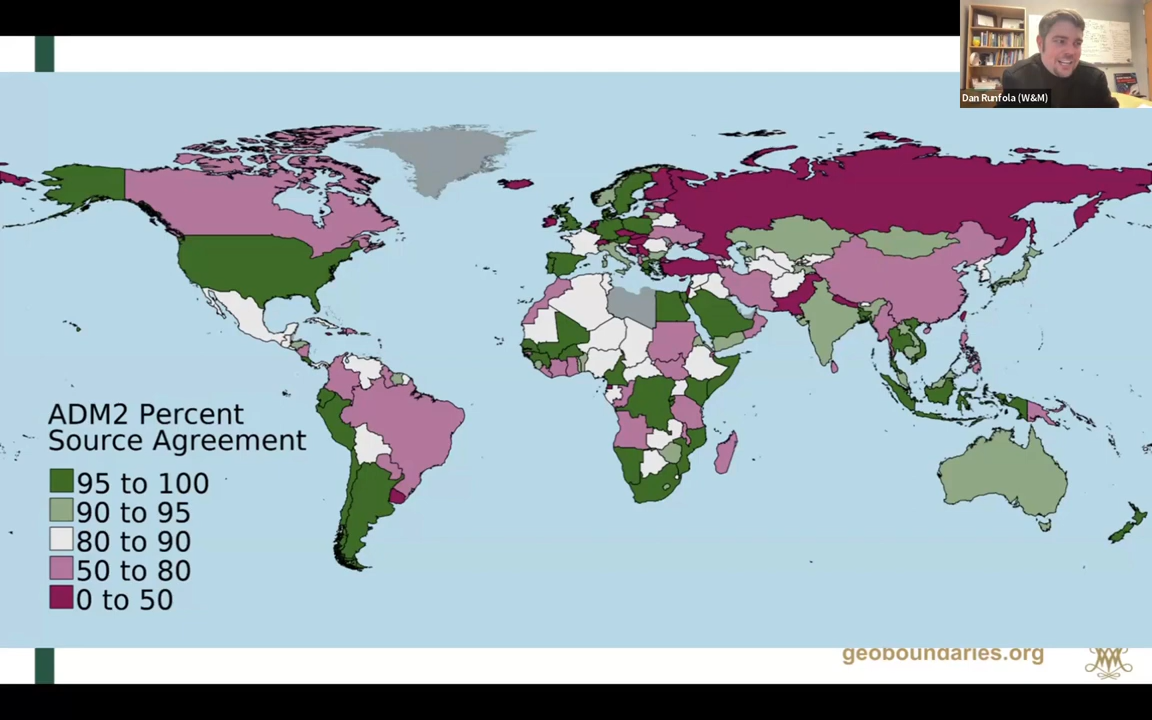 Dan Runfola (W&M)
ADM2 Percent
Source Agreement
95 to 100
90 to 95
80 to 90
50 to 80
0 to 50
geoboundaries.org